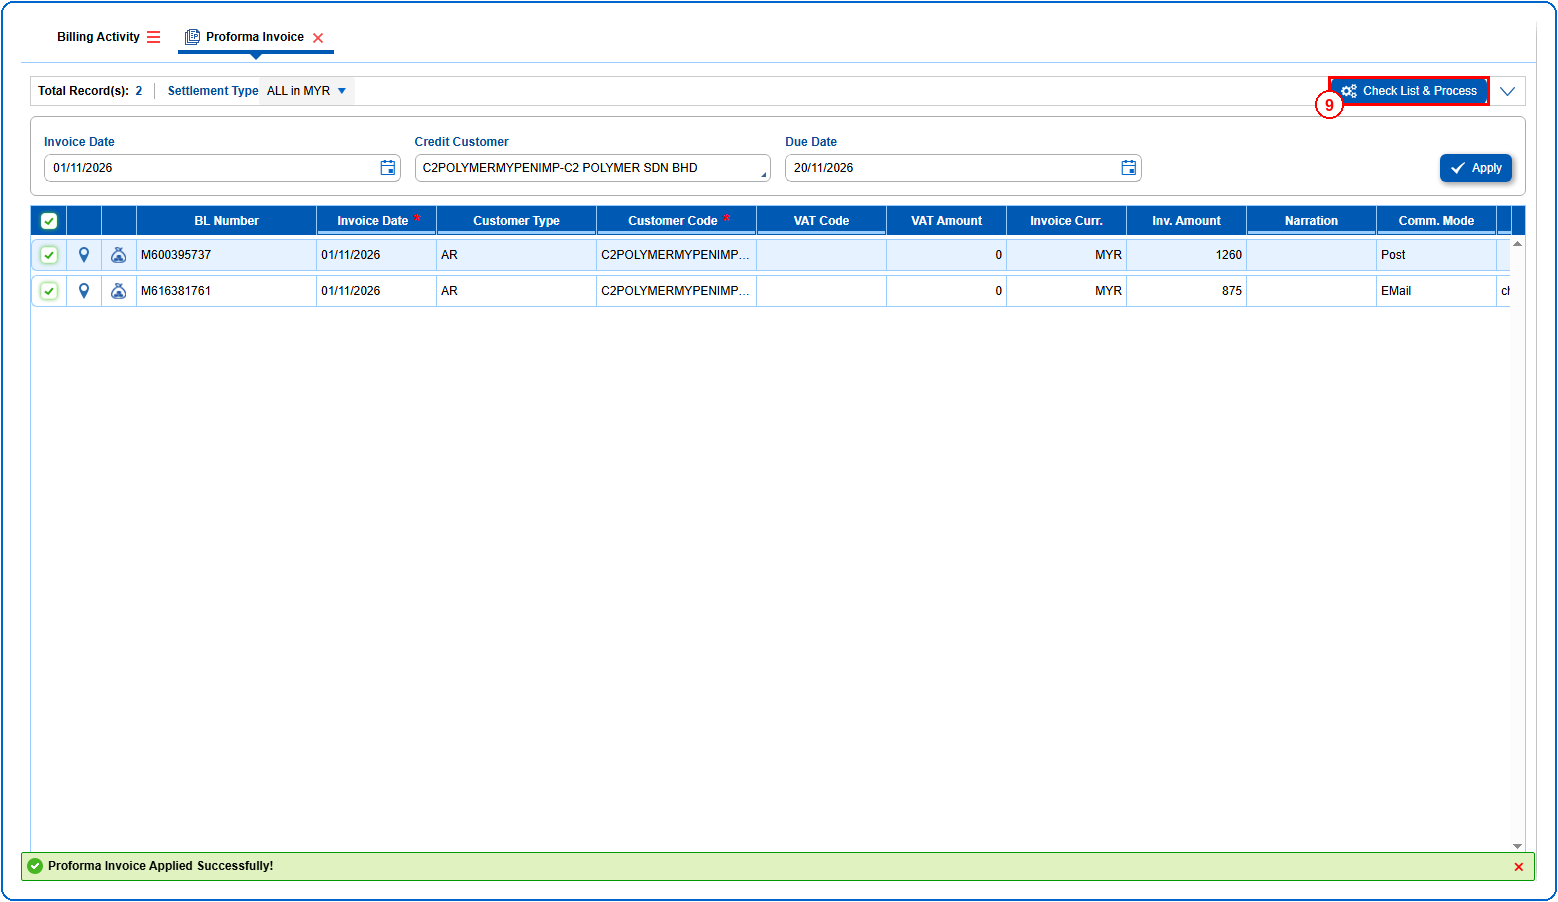 Billing Activity Proforma Invoice
Total Record(s): 2 Settlement Type ALL in MYR Check List & Process
9
Invoice Date Credit Customer Due Date
01/11/2026 C2POLYMERMYPENIMP-C2 POLYMER SDN BHD 20/11/2026 Apply
BL Number Invoice Date * Customer Type Customer Code * VAT Code VAT Amount Invoice Curr. Inv. Amount Narration Comm. Mode
M600395737 01/11/2026 AR C2POLYMERMYPENIMP... 0 MYR 1260 Post
M616381761 01/11/2026 AR C2POLYMERMYPENIMP... 0 MYR 875 EMail
Proforma Invoice Applied Successfully!